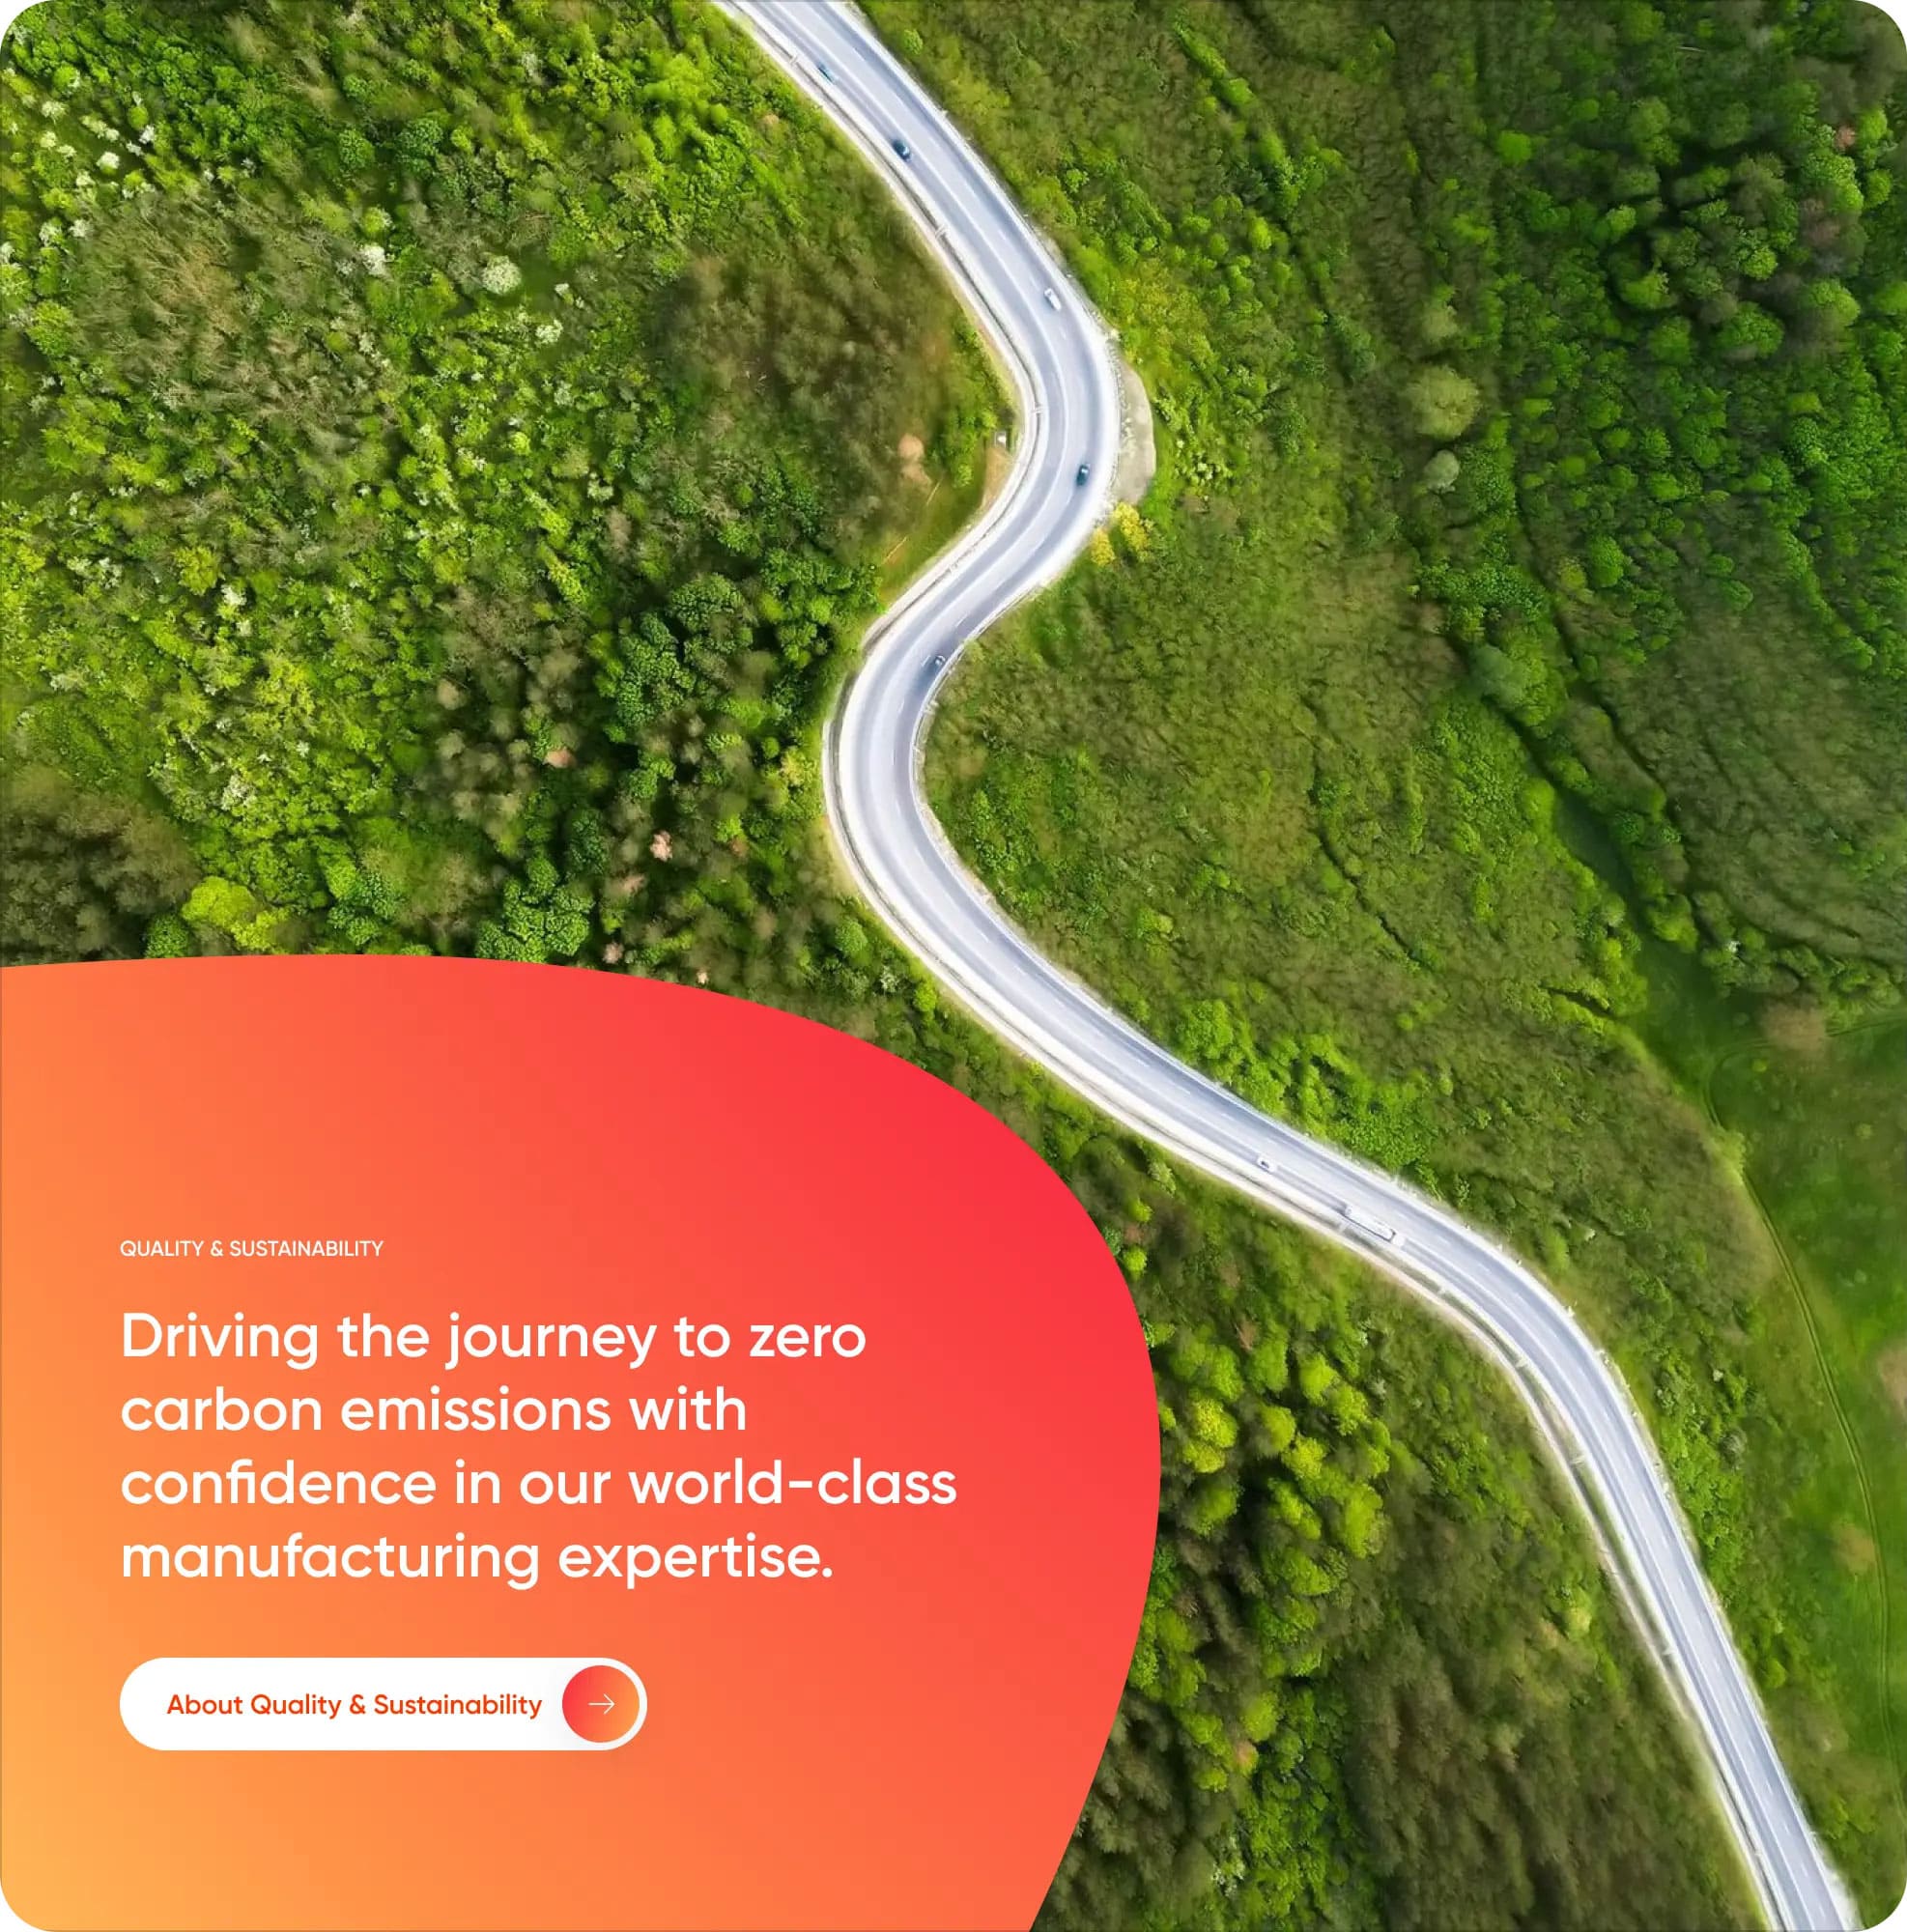 QUALITY & SUSTAINABILITY
Driving the journey to zero
carbon emissions with
confidence in our world-class
manufacturing expertise.
About Quality & Sustainability